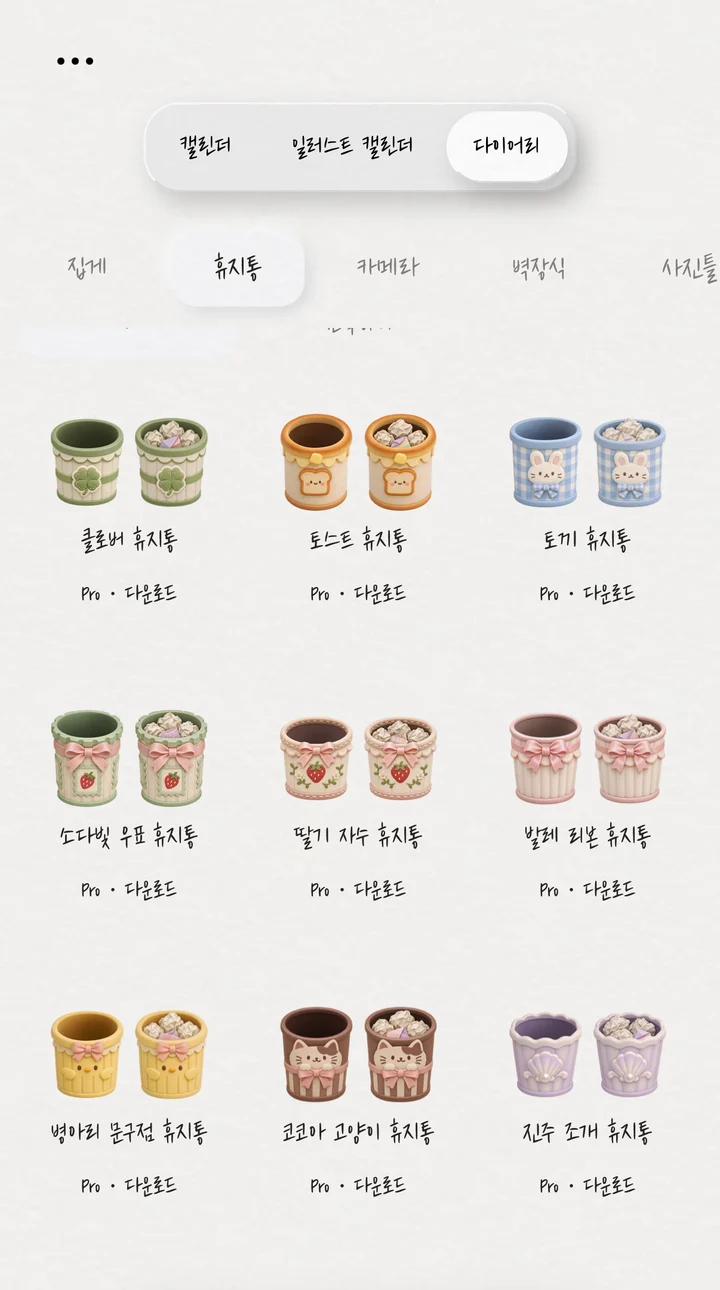 캘린더 일러스트 캘린더 다이어리
집게 휴지통 카메라 벽장식 사진틀
클로버 휴지통 토스트 휴지통 토끼 휴지통
Pro · 다운로드 Pro · 다운로드 Pro · 다운로드
소다빛 우표 휴지통 딸기 자수 휴지통 발레 리본 휴지통
Pro · 다운로드 Pro · 다운로드 Pro · 다운로드
병아리 문구점 휴지통 코코아 고양이 휴지통 진주 조개 휴지통
Pro · 다운로드 Pro · 다운로드 Pro · 다운로드